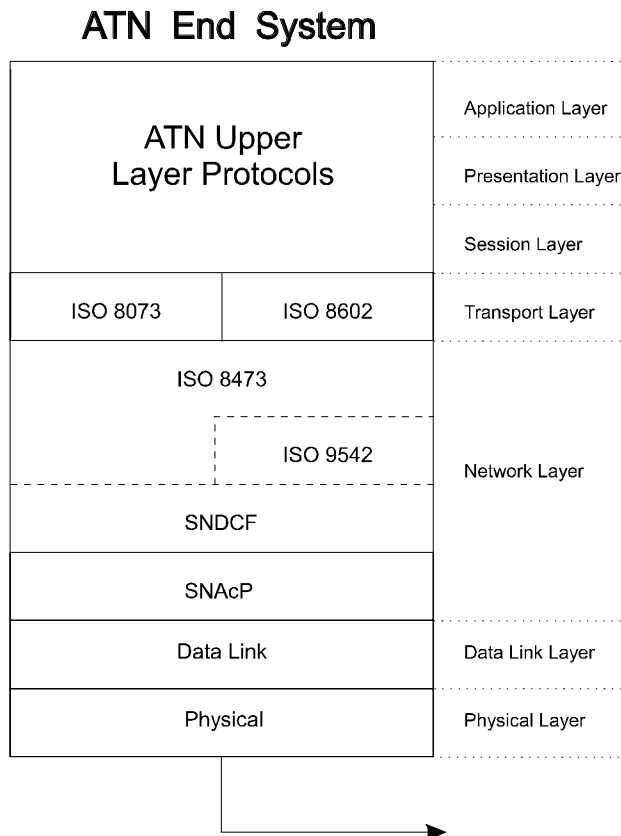 ATN End System
ATN Upper
Layer Protocols
Application Layer
Presentation Layer
Session Layer
ISO 8073
ISO 8602
Transport Layer
ISO 8473
ISO 9542
Network Layer
SNDCF
SNAcP
Data Link
Data Link Layer
Physical
Physical Layer